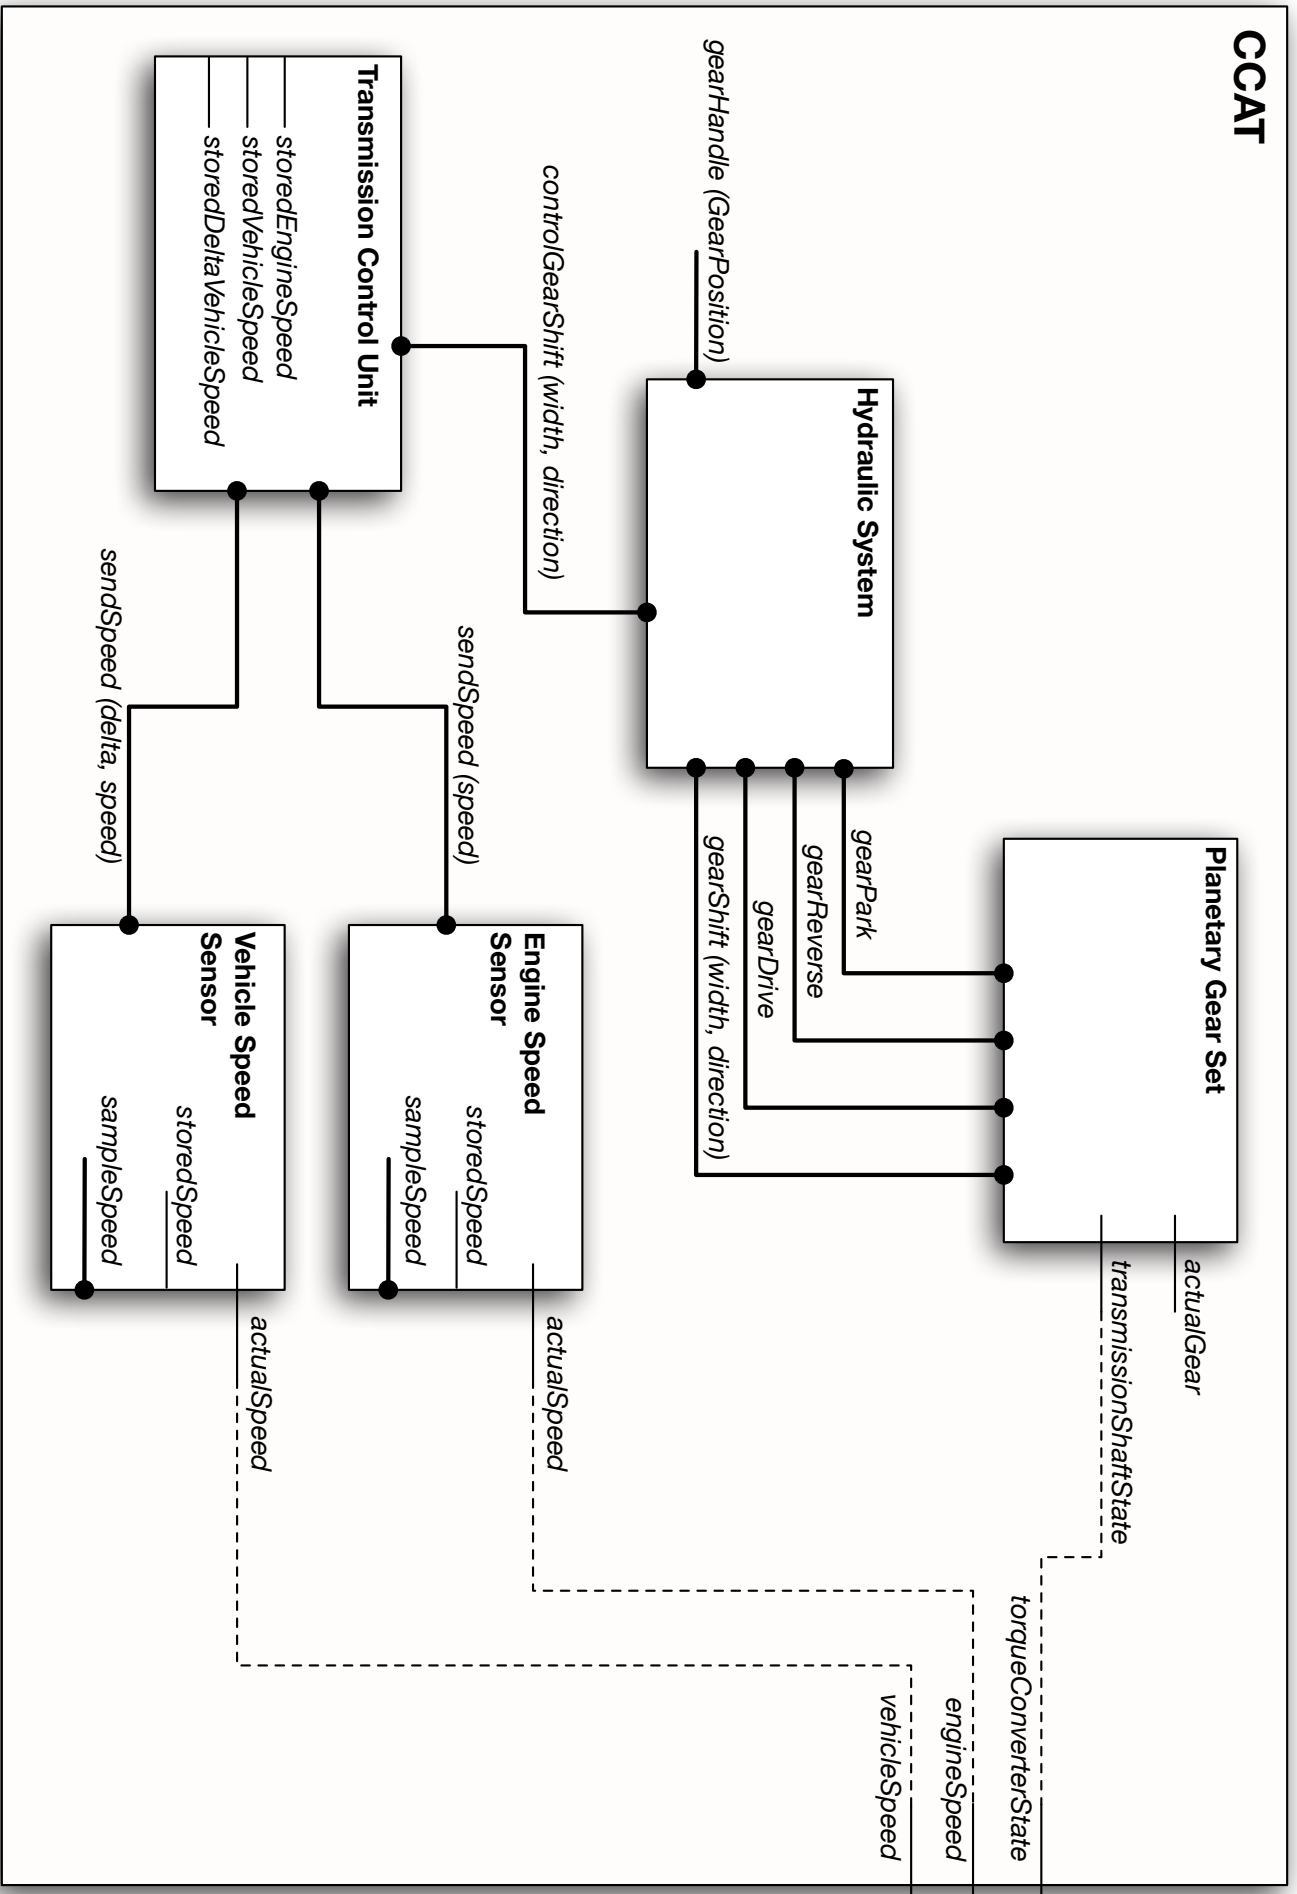 CCAT
Planetary Gear Set
actualGear
transmissionShaftState
torqueConverterState
engineSpeed
vehicleSpeed
Hydraulic System
gearPark
gearReverse
gearDrive
gearShift (width, direction)
gearHandle (GearPosition)
controlGearShift (width, direction)
Engine Speed
Sensor
actualSpeed
storedSpeed
sampleSpeed
sendSpeed (speed)
Transmission Control Unit
storedEngineSpeed
storedVehicleSpeed
storedDeltaVehicleSpeed
Vehicle Speed
Sensor
actualSpeed
storedSpeed
sampleSpeed
sendSpeed (delta, speed)